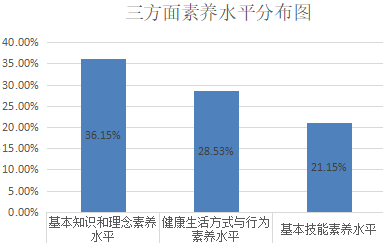 三方面素养水平分布图
40.00%
35.00%
30.00%
25.00%
20.00%
15.00%
10.00%
5.00%
0.00%
36.15%
28.53%
21.15%
基本知识和理念素养
水平
健康生活方式与行为
素养水平
基本技能素养水平